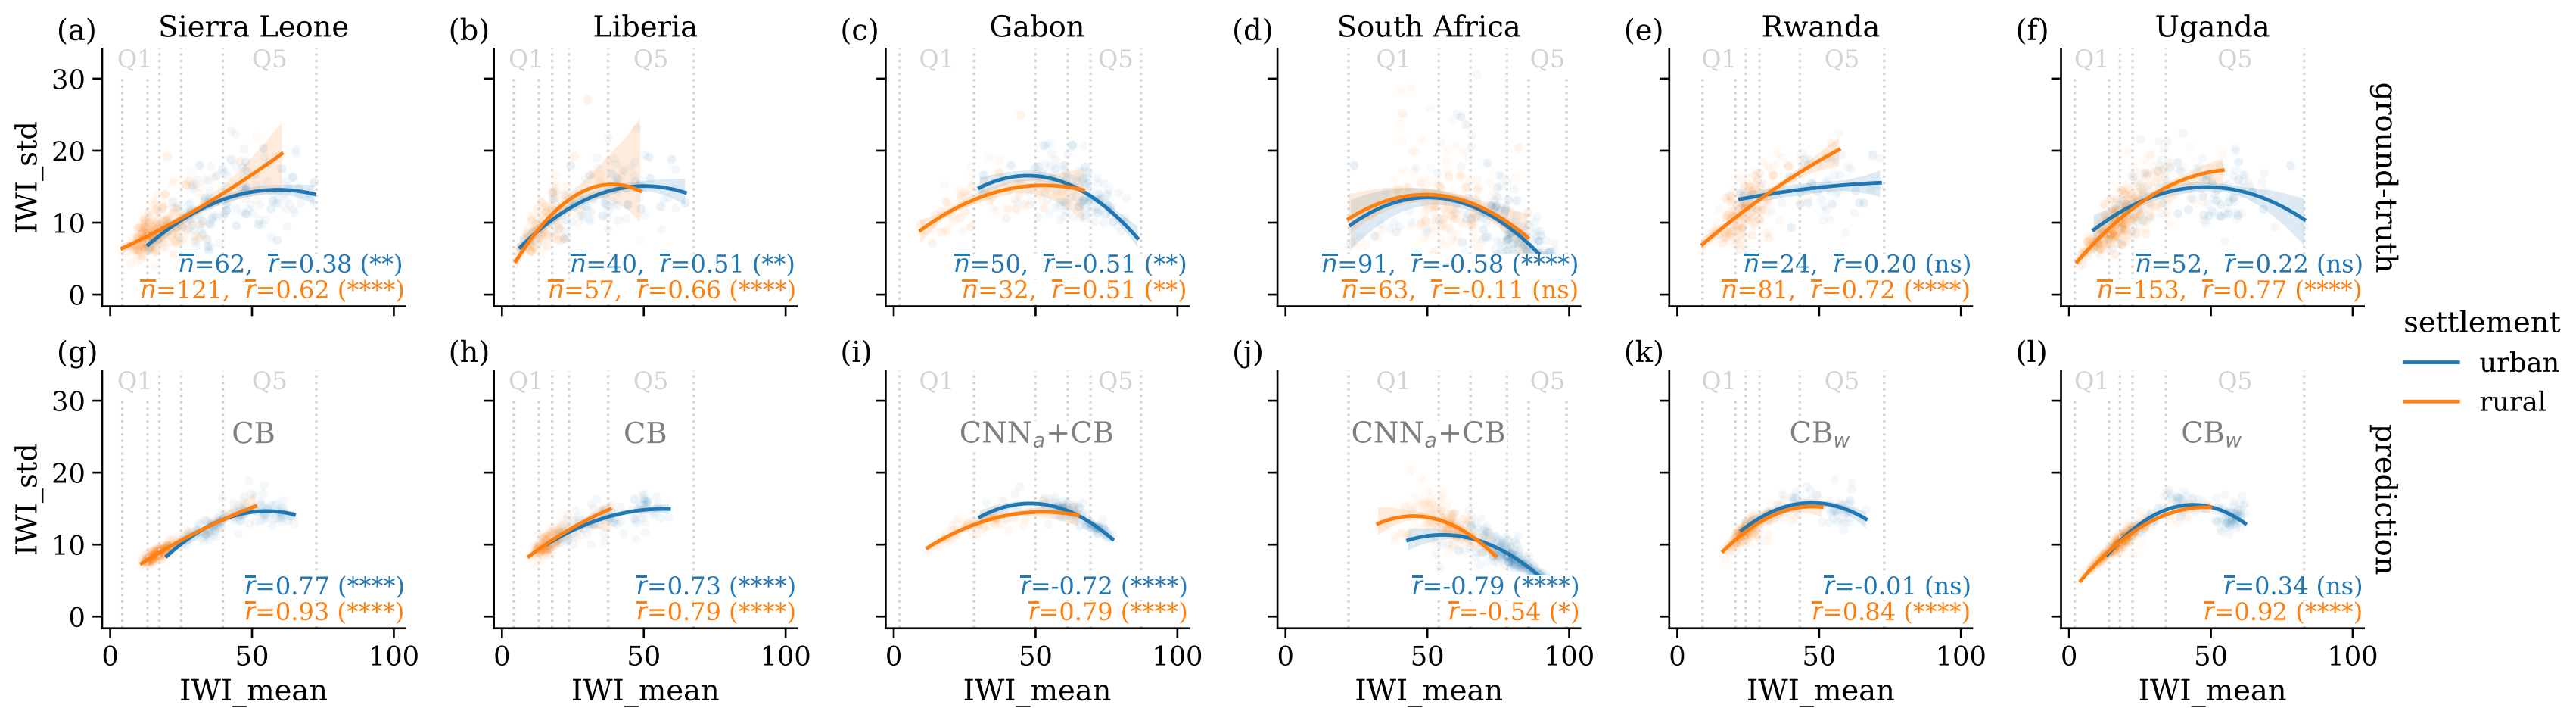 (a) Sierra Leone
(b) Liberia
(c) Gabon
(d) South Africa
(e) Rwanda
(f) Uganda
Q1 Q5
Q1 Q5
Q1 Q5
Q1 Q5
Q1 Q5
Q1 Q5
30
20
10
0
IWI_std
n̅=62, r̅=0.38 (**)
n̅=121, r̅=0.62 (****)
n̅=40, r̅=0.51 (**)
n̅=57, r̅=0.66 (****)
n̅=50, r̅=-0.51 (**)
n̅=32, r̅=0.51 (**)
n̅=91, r̅=-0.58 (****)
n̅=63, r̅=-0.11 (ns)
n̅=24, r̅=0.20 (ns)
n̅=81, r̅=0.72 (****)
n̅=52, r̅=0.22 (ns)
n̅=153, r̅=0.77 (****)
ground-trruth
settlement
urban
rural
(g)
(h)
(i)
(j)
(k)
(l)
Q1 Q5
Q1 Q5
Q1 Q5
Q1 Q5
Q1 Q5
Q1 Q5
30
20
10
0
IWI_std
CB
CB
CNNₐ+CB
CNNₐ+CB
CB_w
CB_w
r̅=0.77 (****)
r̅=0.93 (****)
r̅=0.73 (****)
r̅=0.79 (****)
r̅=-0.72 (****)
r̅=0.79 (****)
r̅=-0.79 (****)
r̅=-0.54 (*)
r̅=-0.01 (ns)
r̅=0.84 (****)
r̅=0.34 (ns)
r̅=0.92 (****)
prediction
0 50 100
0 50 100
0 50 100
0 50 100
0 50 100
0 50 100
IWI_mean
IWI_mean
IWI_mean
IWI_mean
IWI_mean
IWI_mean